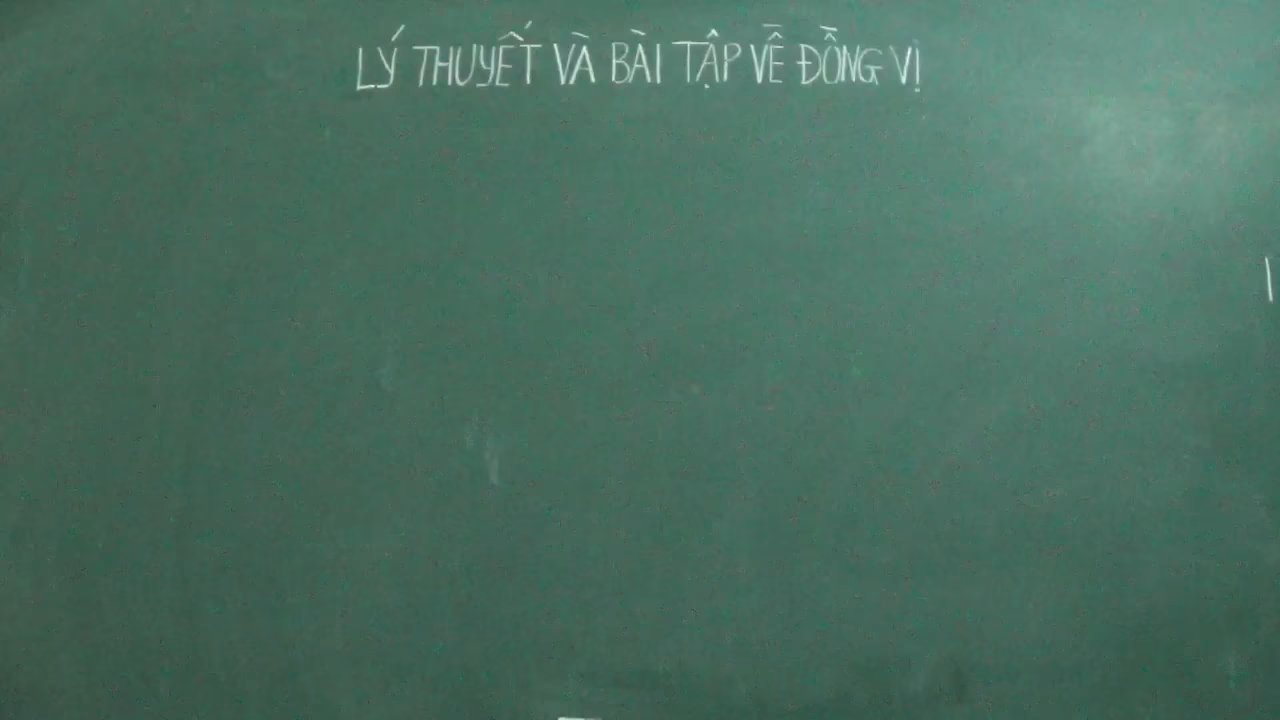 LÝ THUYẾT VÀ BÀI TẬP VỀ ĐỒNG VỊ